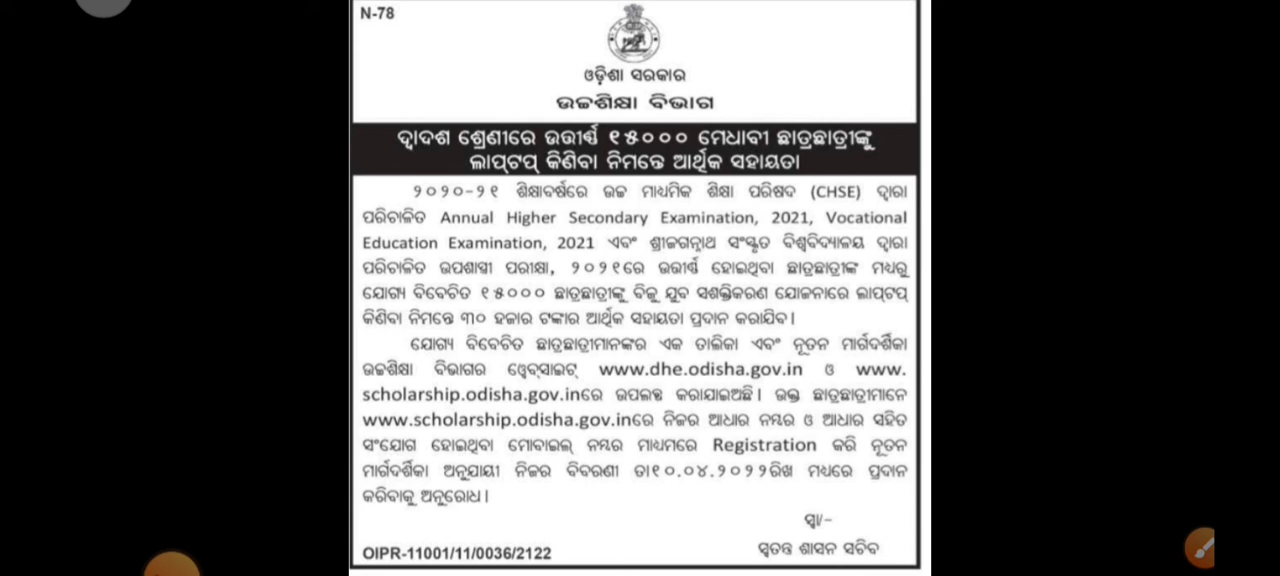 N-78
ଓଡ଼ିଶା ସରକାର
ଉଚ୍ଚଶିକ୍ଷା ବିଭାଗ
ଦ୍ୱାଦଶ ଶ୍ରେଣୀରେ ଉତ୍ତୀର୍ଣ୍ଣ ୧୫୦୦୦ ମେଧାବୀ ଛାତ୍ରଛାତ୍ରୀଙ୍କୁ
ଲାପ୍‌ଟପ୍ କିଣିବା ନିମନ୍ତେ ଆର୍ଥିକ ସହାୟତା
୨୦୨୦-୨୧ ଶିକ୍ଷାବର୍ଷରେ ଉଚ୍ଚ ମାଧ୍ୟମିକ ଶିକ୍ଷା ପରିଷଦ (CHSE) ଦ୍ୱାରା
ପରିଚାଳିତ Annual Higher Secondary Examination, 2021, Vocational
Education Examination, 2021 ଏବଂ ଶ୍ରୀଜଗନ୍ନାଥ ସଂସ୍କୃତ ବିଶ୍ୱବିଦ୍ୟାଳୟ ଦ୍ୱାରା
ପରିଚାଳିତ ଉପଶାସ୍ତ୍ରୀ ପରୀକ୍ଷା, ୨୦୨୧ରେ ଉତ୍ତୀର୍ଣ୍ଣ ହୋଇଥିବା ଛାତ୍ରଛାତ୍ରୀଙ୍କ ମଧ୍ୟରୁ
ଯୋଗ୍ୟ ବିବେଚିତ ୧୫୦୦୦ ଛାତ୍ରଛାତ୍ରୀଙ୍କୁ ବିଜୁ ଯୁବ ସଶକ୍ତିକରଣ ଯୋଜନାରେ ଲାପ୍‌ଟପ୍
କିଣିବା ନିମନ୍ତେ ୩୦ ହଜାର ଟଙ୍କାର ଆର୍ଥିକ ସହାୟତା ପ୍ରଦାନ କରାଯିବ।
ଯୋଗ୍ୟ ବିବେଚିତ ଛାତ୍ରଛାତ୍ରୀମାନଙ୍କର ଏକ ତାଲିକା ଏବଂ ନୂତନ ମାର୍ଗଦର୍ଶିକା
ଉଚ୍ଚଶିକ୍ଷା ବିଭାଗର ୱେବ୍‌ସାଇଟ୍ www.dhe.odisha.gov.in ଓ www.
scholarship.odisha.gov.inରେ ଉପଲବ୍ଧ କରାଯାଇଅଛି। ଉକ୍ତ ଛାତ୍ରଛାତ୍ରୀମାନେ
www.scholarship.odisha.gov.inରେ ନିଜର ଆଧାର ନମ୍ବର ଓ ଆଧାର ସହିତ
ସଂଯୋଗ ହୋଇଥିବା ମୋବାଇଲ୍ ନମ୍ବର ମାଧ୍ୟମରେ Registration କରି ନୂତନ
ମାର୍ଗଦର୍ଶିକା ଅନୁଯାୟୀ ନିଜର ବିବରଣୀ ତା୧୦.୦୪.୨୦୨୨ରିଖ ମଧ୍ୟରେ ପ୍ରଦାନ
କରିବାକୁ ଅନୁରୋଧ।
ସ୍ୱା/-
ସ୍ୱତନ୍ତ୍ର ଶାସନ ସଚିବ
OIPR-11001/11/0036/2122